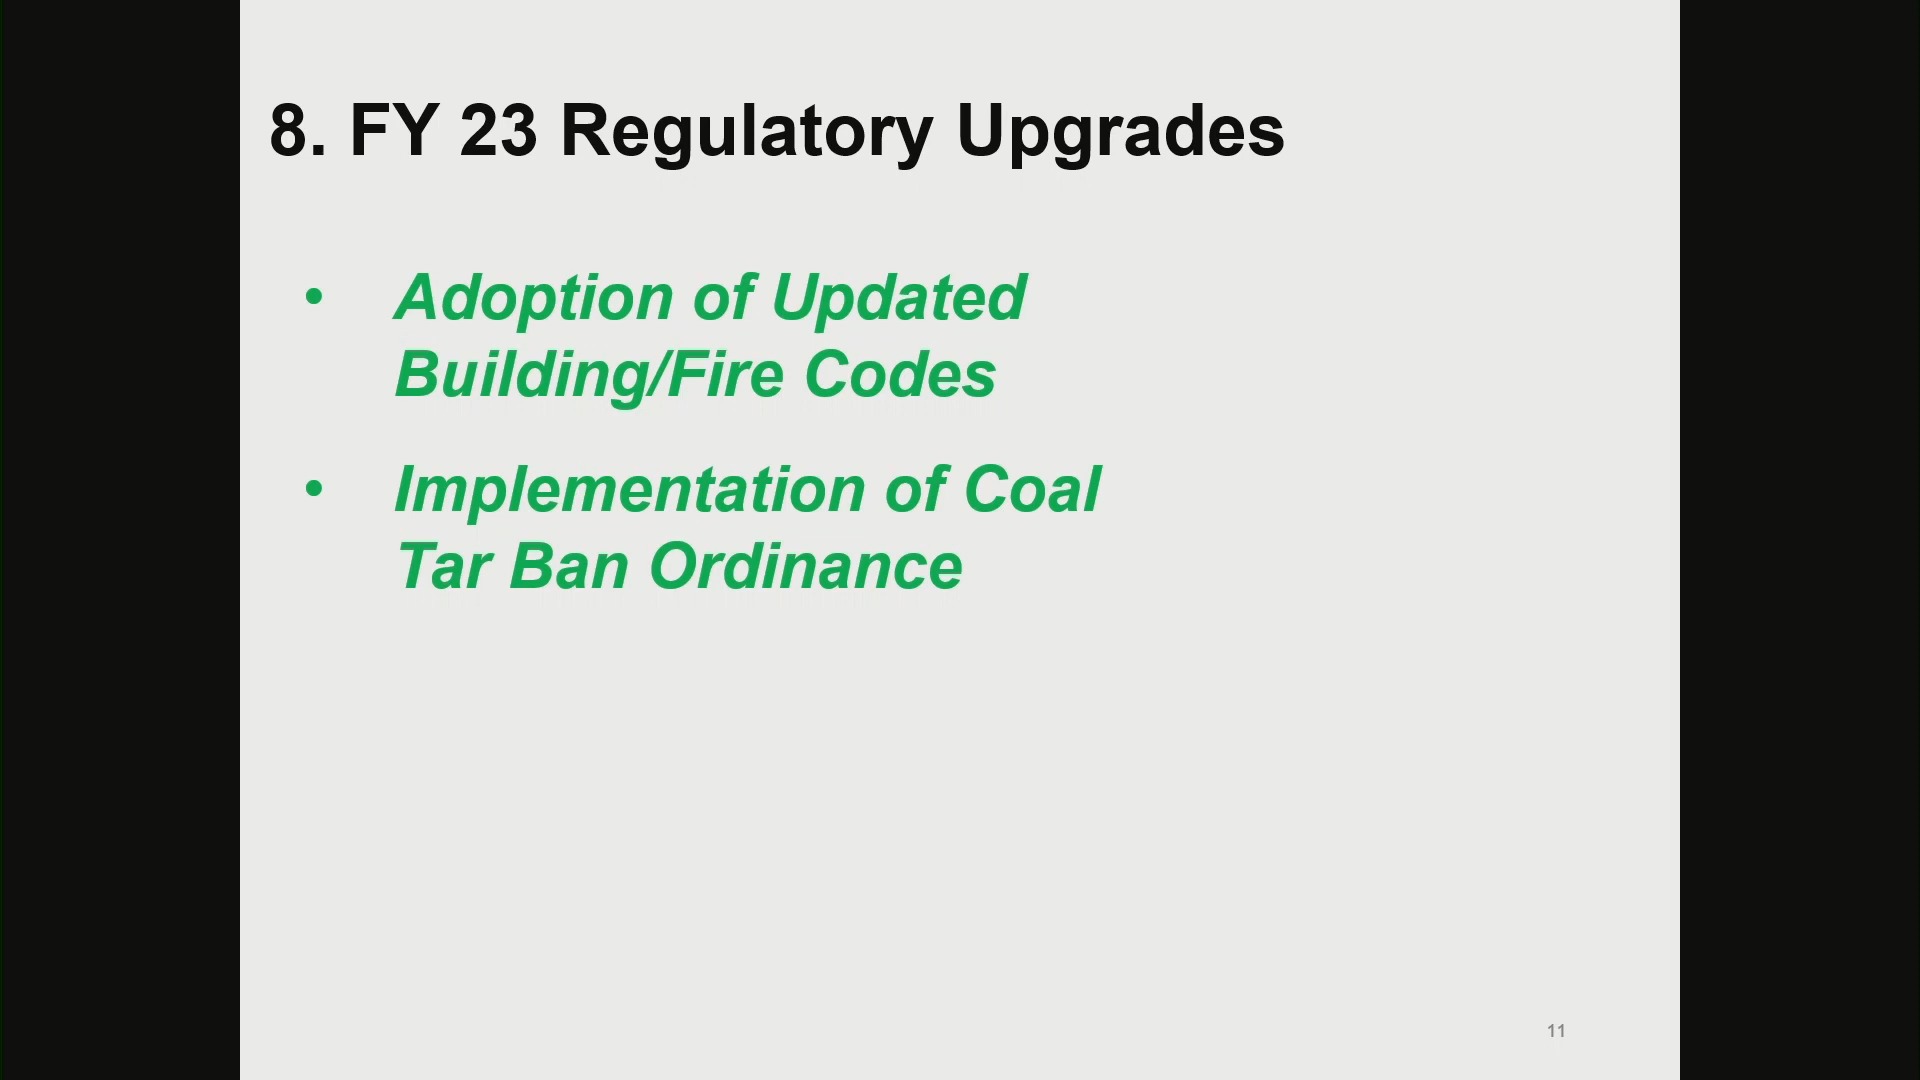 8. FY 23 Regulatory Upgrades
• Adoption of Updated
Building/Fire Codes
• Implementation of Coal
Tar Ban Ordinance
11